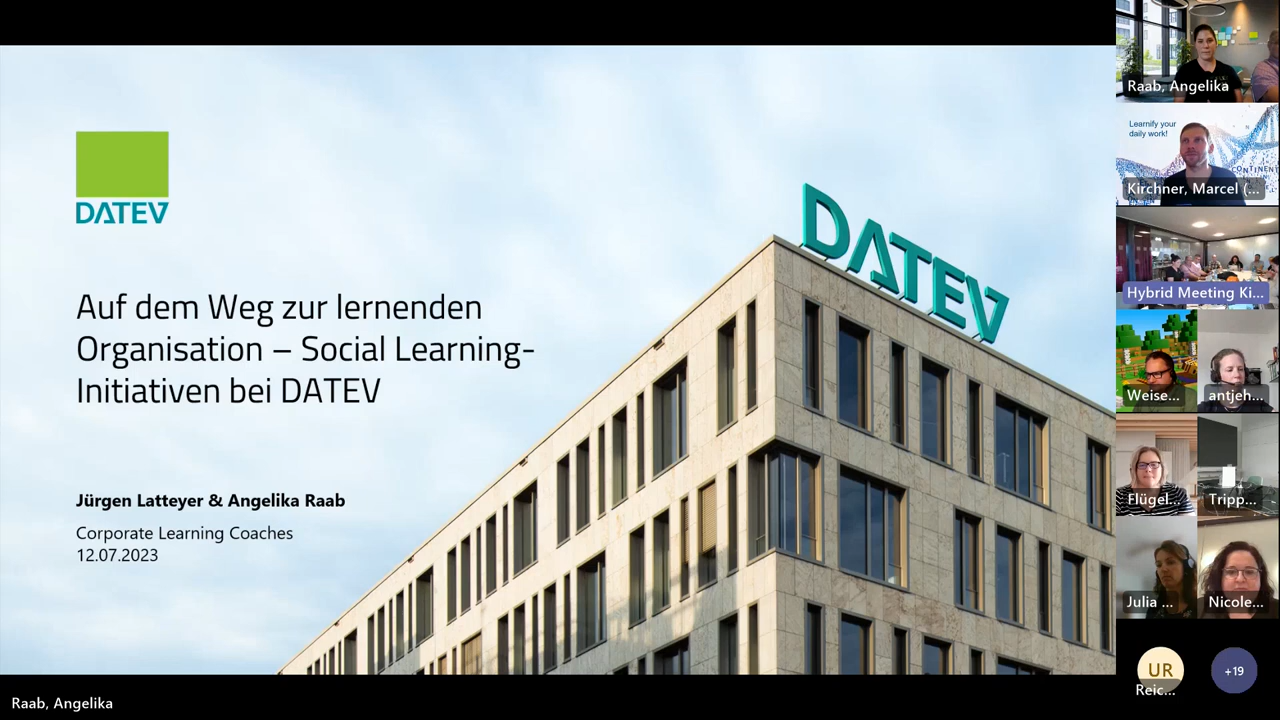 DATEV
Auf dem Weg zur lernenden
Organisation – Social Learning-
Initiativen bei DATEV
Jürgen Latteyer & Angelika Raab
Corporate Learning Coaches
12.07.2023
DATEV
Raab, Angelika
Raab, Angelika
Learnify your
daily work!
CONTINENT
Kirchner, Marcel (...
Hybrid Meeting Ki...
Weise...
antjeh...
Flügel...
Tripp...
Julia ...
Nicole...
UR
Reic...
+19